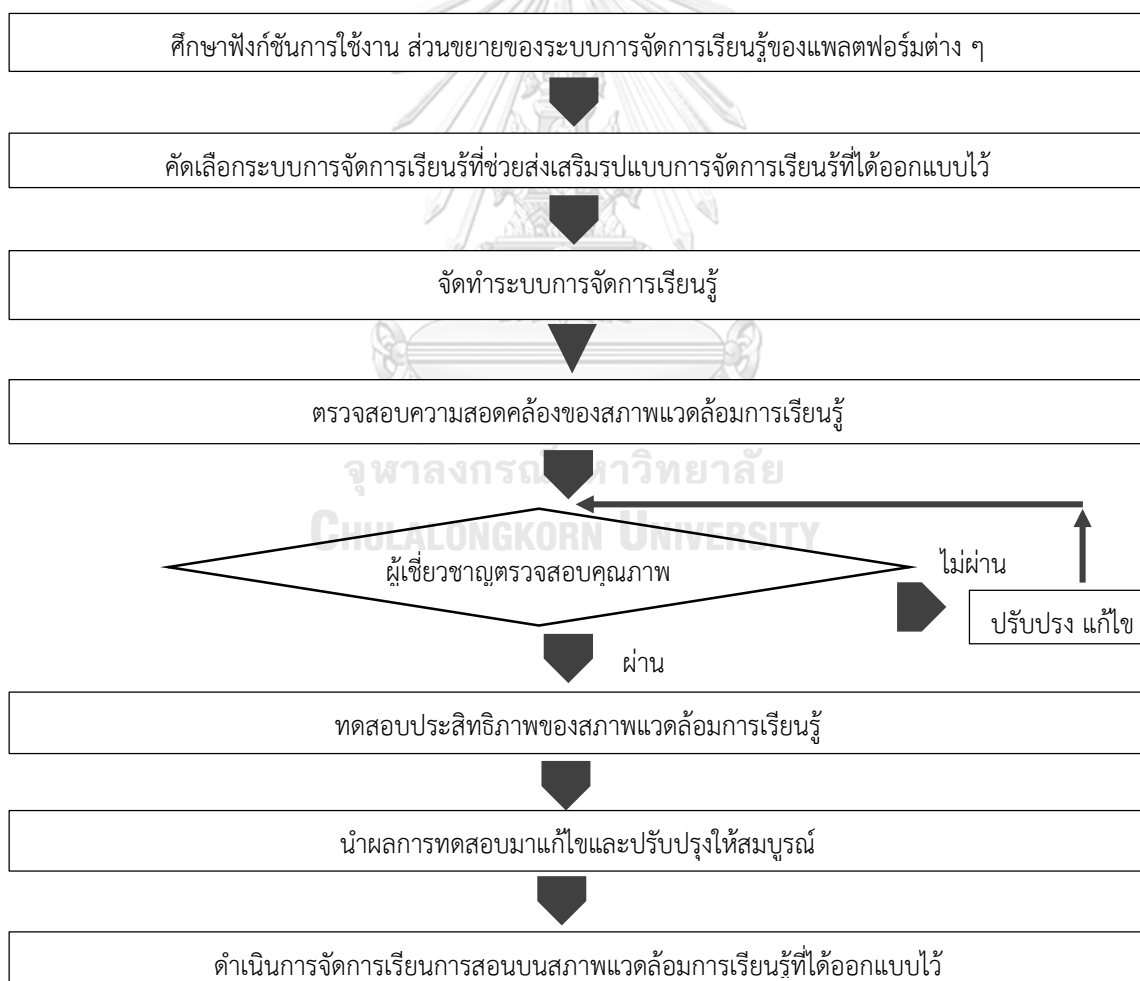 ศึกษาฟังก์ชันการใช้งาน ส่วนขยายของระบบการจัดการเรียนรู้ของแพลตฟอร์มต่าง ๆ
คัดเลือกระบบการจัดการเรียนรู้ที่ช่วยส่งเสริมรูปแบบการจัดการเรียนรู้ที่ได้ออกแบบไว้
จัดทำระบบการจัดการเรียนรู้
ตรวจสอบความสอดคล้องของสภาพแวดล้อมการเรียนรู้
จุฬาลงกรณ์มหาวิทยาลัย
CHULALONGKORN UNIVERSITY
ผู้เชี่ยวชาญตรวจสอบคุณภาพ
ไม่ผ่าน
ปรับปรุง แก้ไข
ผ่าน
ทดสอบประสิทธิภาพของสภาพแวดล้อมการเรียนรู้
นำผลการทดสอบมาแก้ไขและปรับปรุงให้สมบูรณ์
ดำเนินการจัดการเรียนการสอนบนสภาพแวดล้อมการเรียนรู้ที่ได้ออกแบบไว้